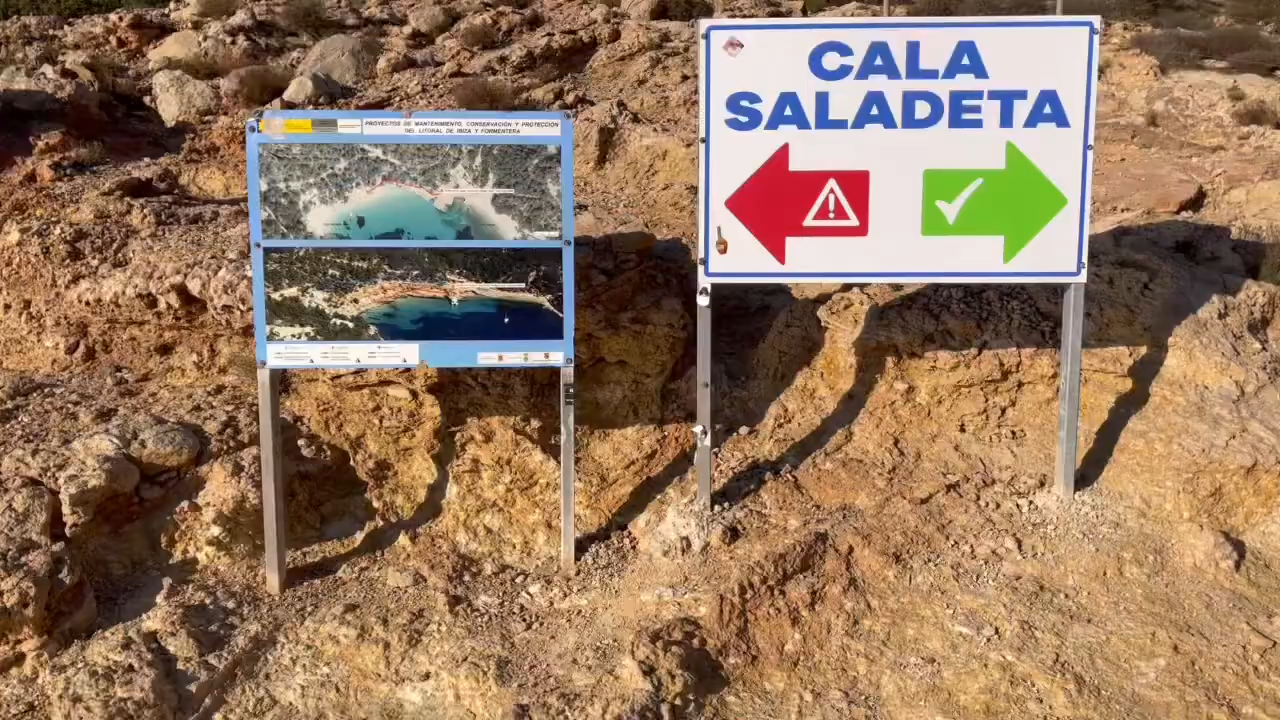 PROYECTOS DE MANTENIMIENTO, CONSERVACIÓN Y PROTECCIÓN
DEL LITORAL DE IBIZA Y FORMENTERA
CALA
SALADETA